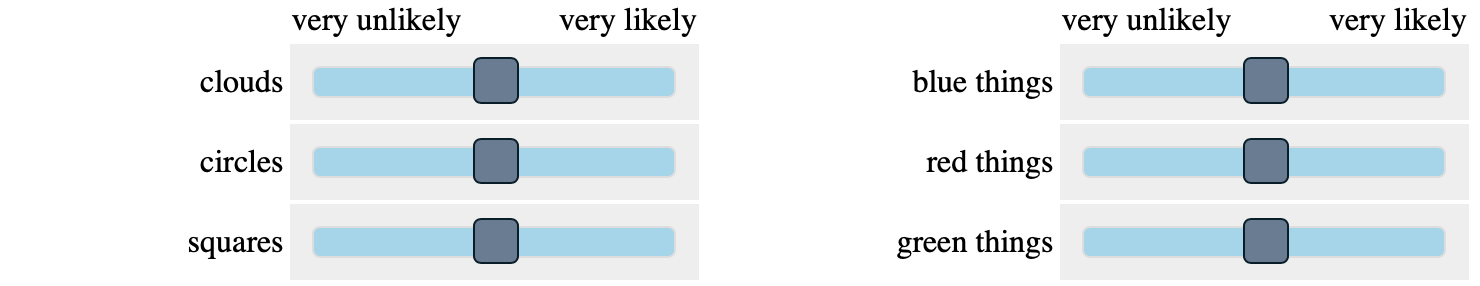 very unlikely very likely very unlikely very likely
clouds blue things
circles red things
squares green things